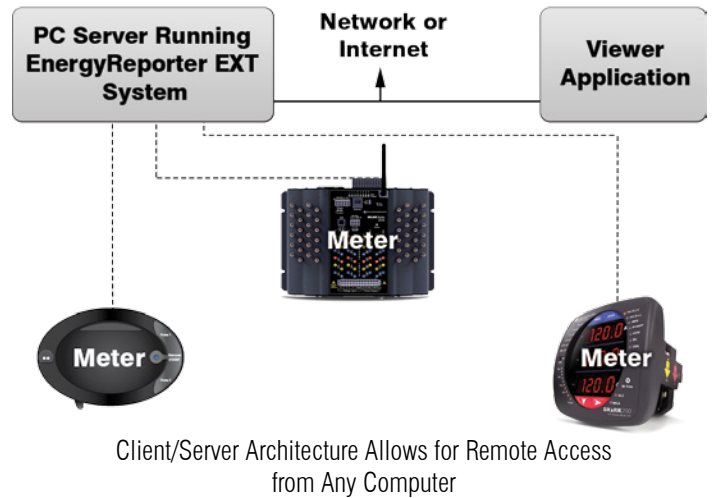 PC Server Running
EnergyReporter EXT
System
Network or
Internet
Viewer
Application
Meter
Meter
Meter
120.0
120.0
Client/Server Architecture Allows for Remote Access
from Any Computer